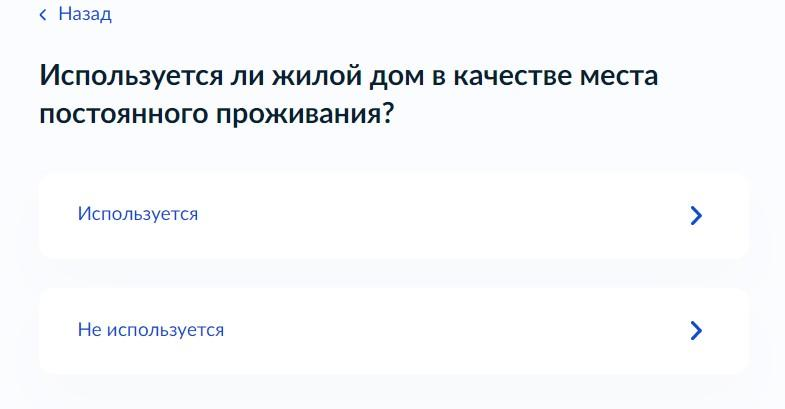 Назад
Используется ли жилой дом в качестве места
постоянного проживания?
Используется
Не используется